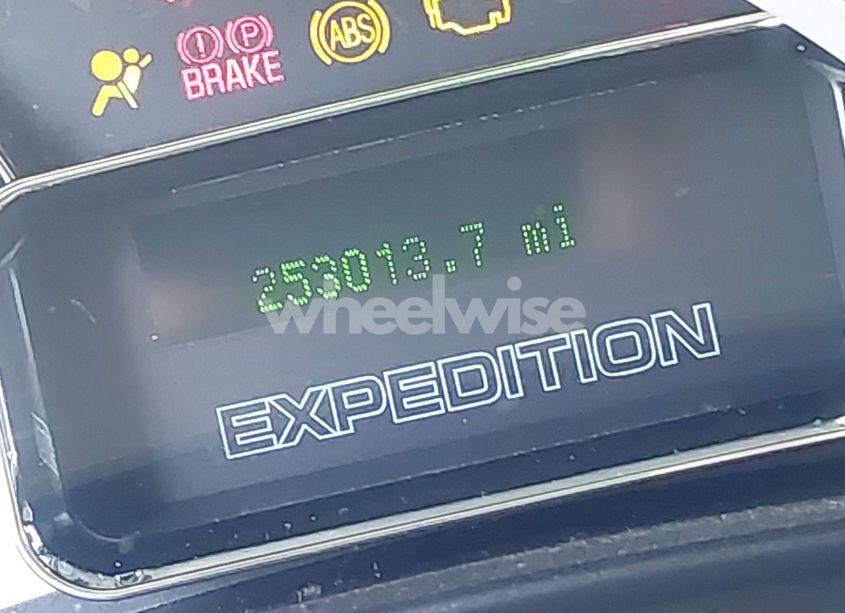 (!) (P) ABS
BRAKE
253013.7 mi
wheelwise
EXPEDITION